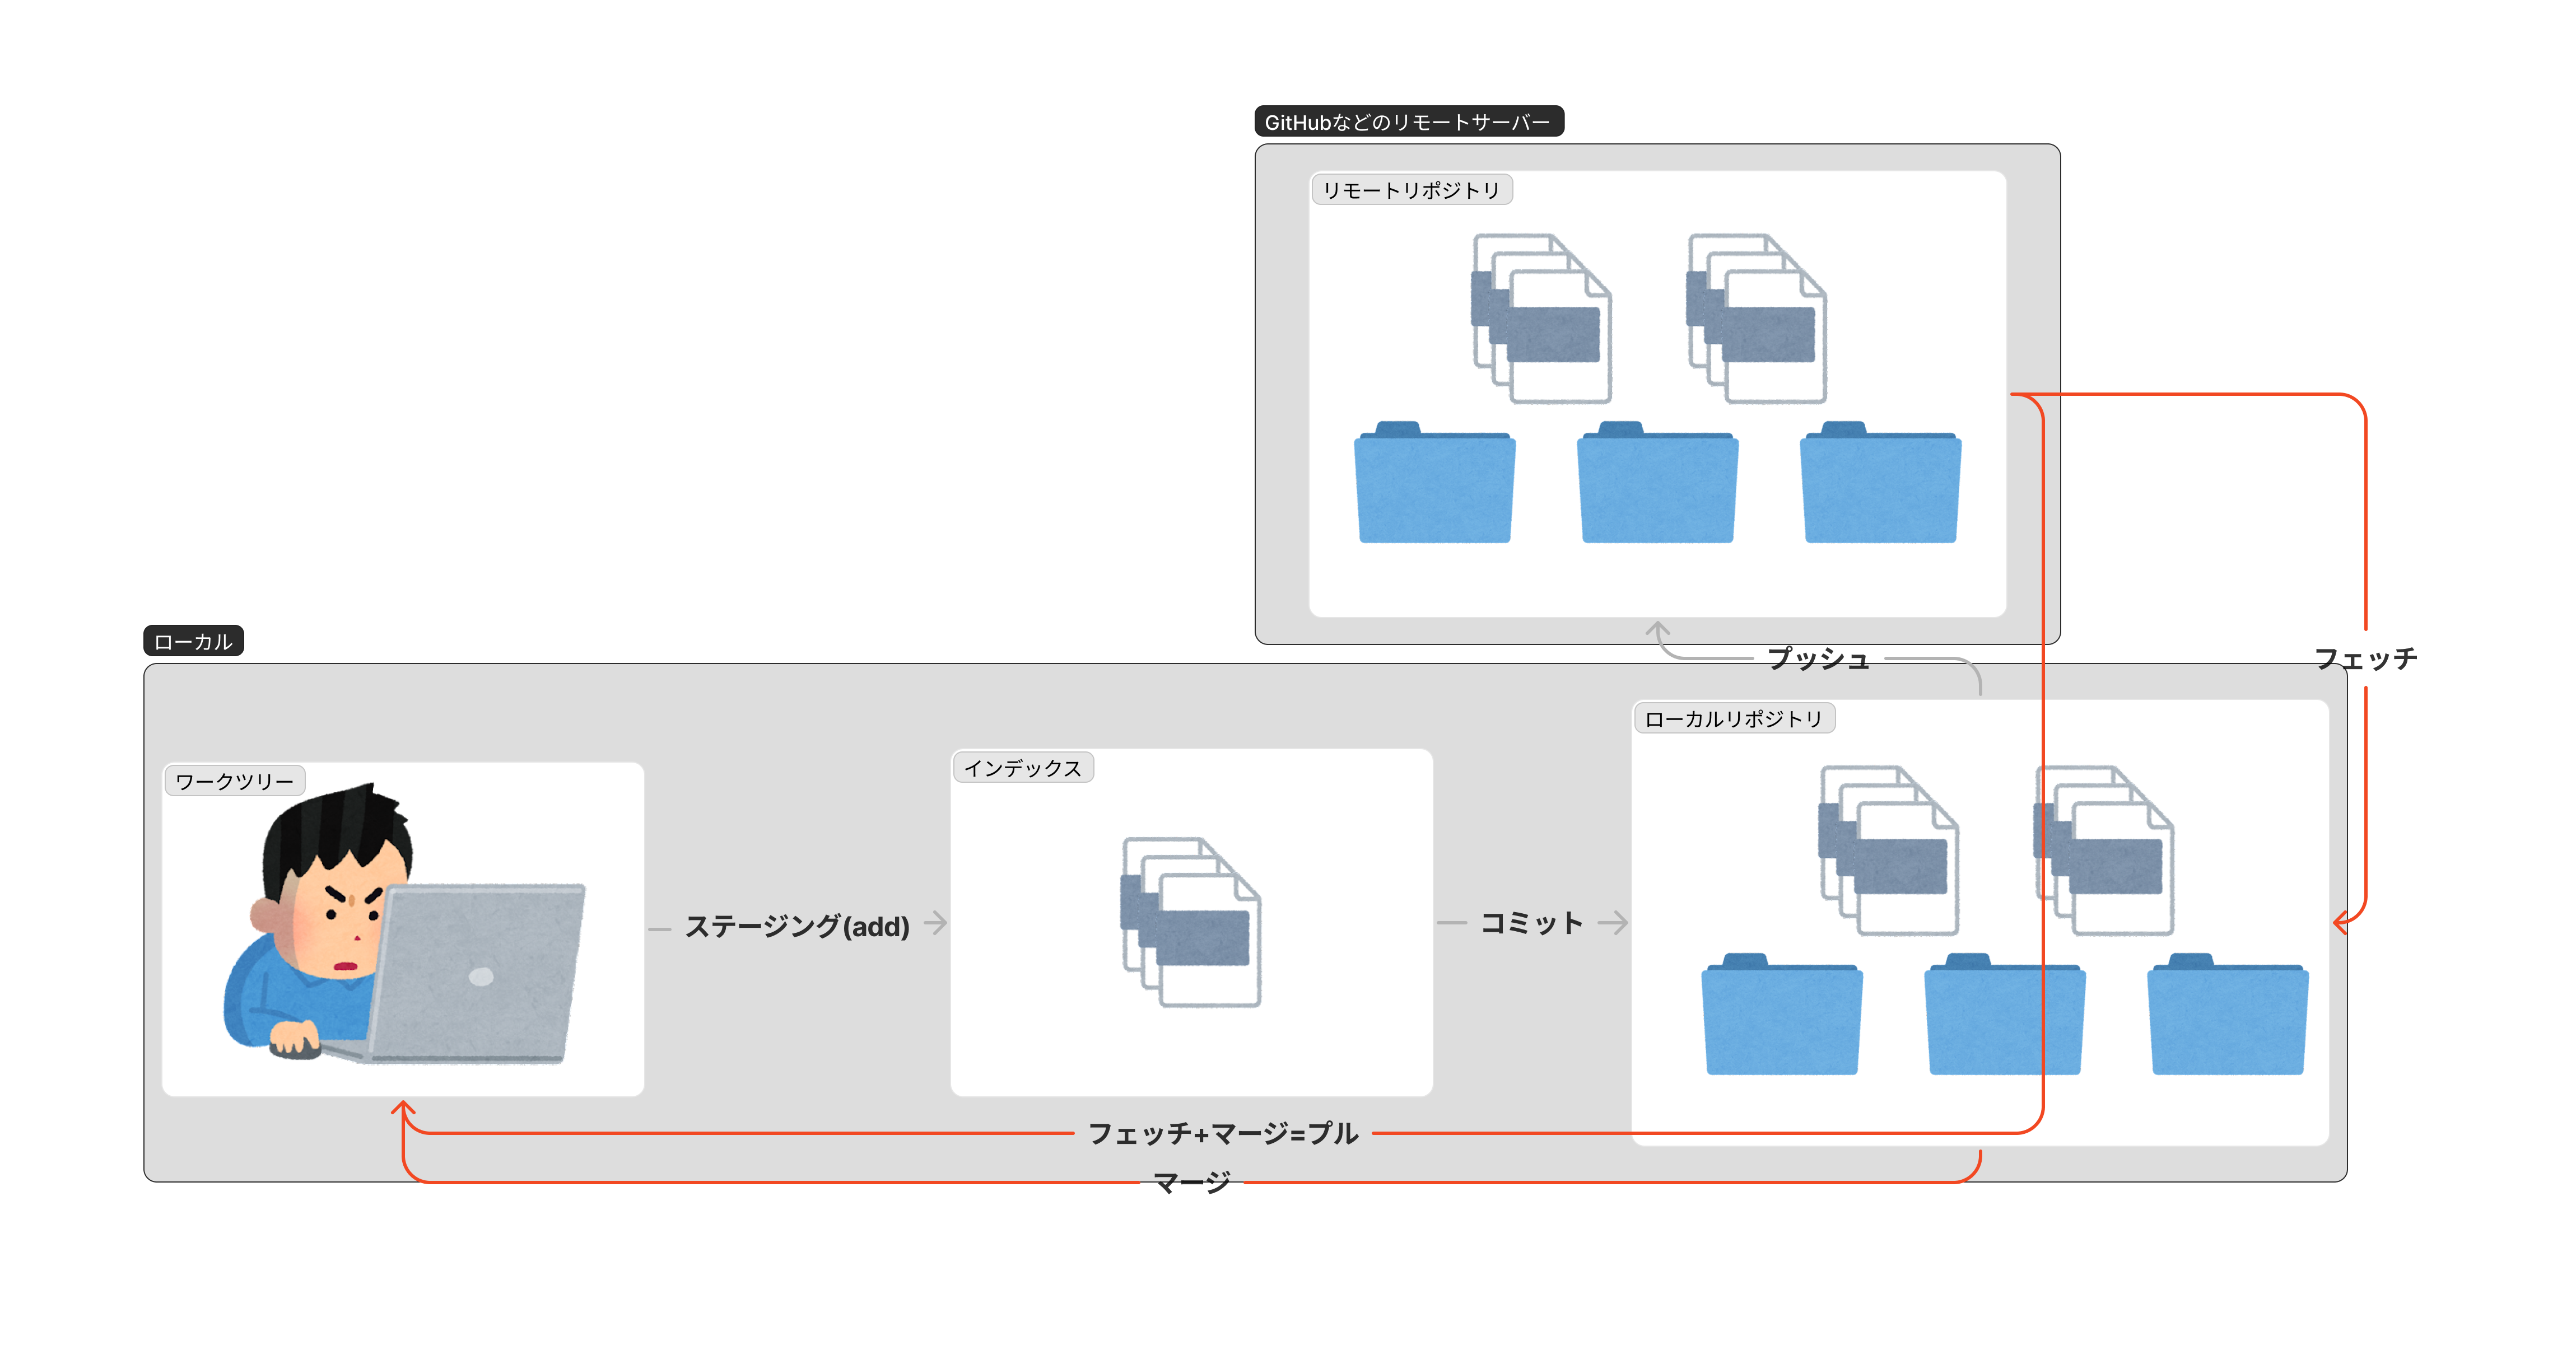 GitHubなどのリモートサーバー
リモートリポジトリ
ローカル
プッシュ
フェッチ
ローカルリポジトリ
ワークツリー
インデックス
ステージング(add)
コミット
フェッチ+マージ=プル
マージ